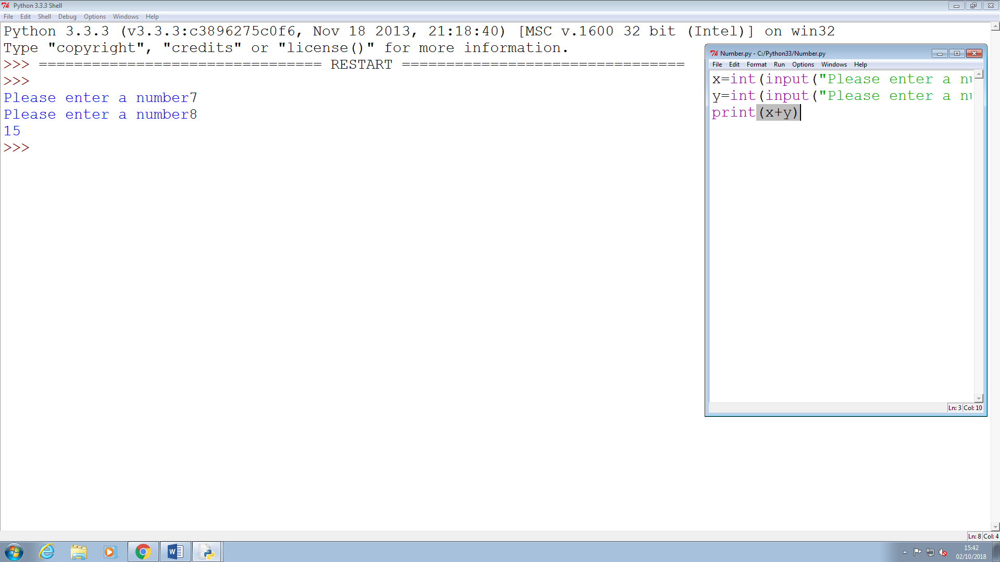 Python 3.3.3 Shell
File Edit Shell Debug Options Windows Help
Python 3.3.3 (v3.3.3:c3896275c0f6, Nov 18 2013, 21:18:40) [MSC v.1600 32 bit (Intel)] on win32
Type "copyright", "credits" or "license()" for more information.
>>> ================================ RESTART ================================
>>>
Please enter a number7
Please enter a number8
15
>>>
Number.py - C:/Python33/Number.py
File Edit Format Run Options Windows Help
x=int(input("Please enter a nu
y=int(input("Please enter a nu
print(x+y)
Ln: 3 Col: 10
Ln: 8 Col: 4
15:42
02/10/2018